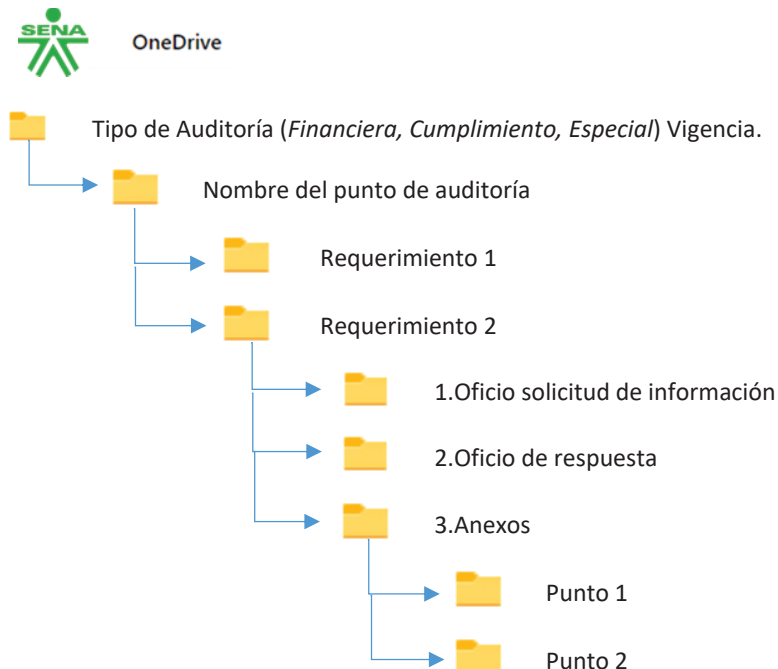 SENA
OneDrive
Tipo de Auditoría (Financiera, Cumplimiento, Especial) Vigencia.
Nombre del punto de auditoría
Requerimiento 1
Requerimiento 2
1.Oficio solicitud de información
2.Oficio de respuesta
3.Anexos
Punto 1
Punto 2